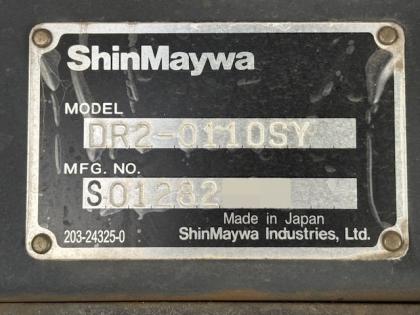 ShinMaywa
MODEL
DR2-0110SY
MFG. NO.
S01282
Made in Japan
203-24325-0 ShinMaywa Industries, Ltd.